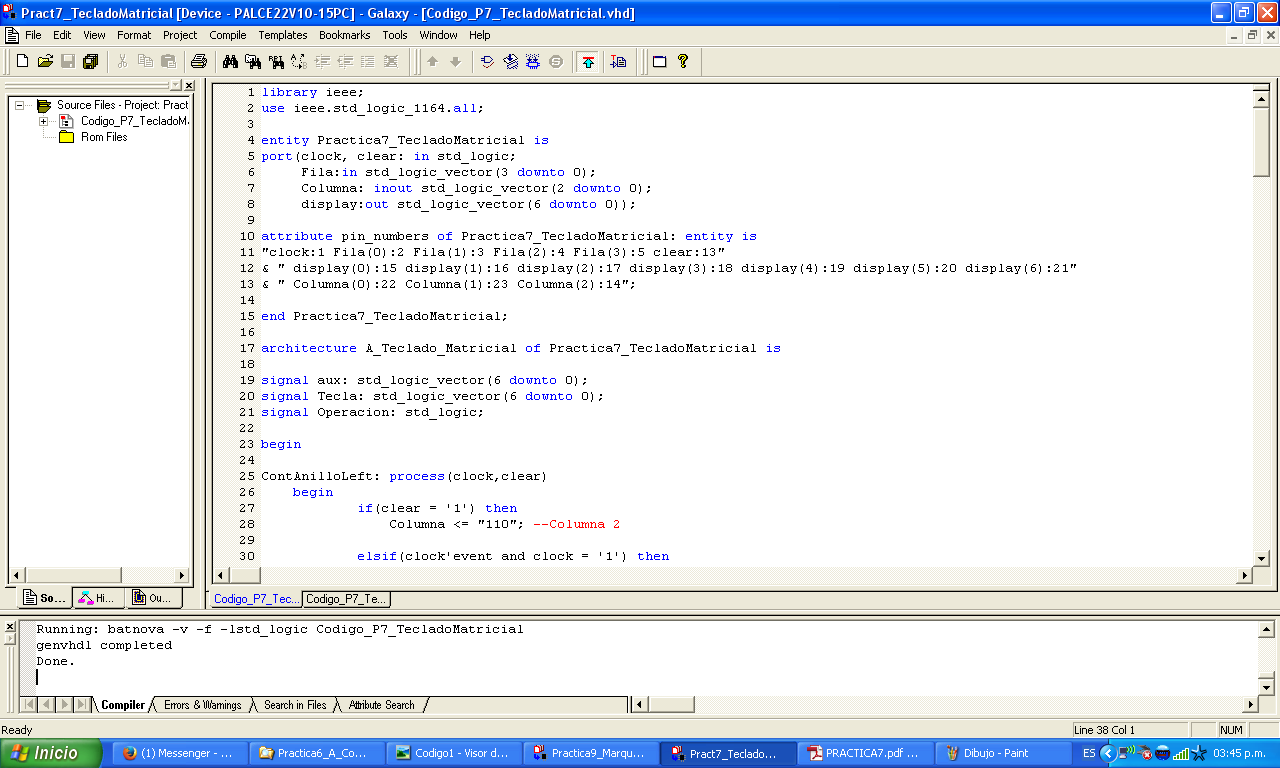 Pract7_TecladoMatricial [Device - PALCE22V10-15PC] - Galaxy - [Codigo_P7_TecladoMatricial.vhd]
File Edit View Format Project Compile Templates Bookmarks Tools Window Help
Source Files - Project: Pract
Codigo_P7_TecladoM
Rom Files
1 library ieee;
2 use ieee.std_logic_1164.all;
3
4 entity Practica7_TecladoMatricial is
5 port(clock, clear: in std_logic;
6 Fila:in std_logic_vector(3 downto 0);
7 Columna: inout std_logic_vector(2 downto 0);
8 display:out std_logic_vector(6 downto 0));
9
10 attribute pin_numbers of Practica7_TecladoMatricial: entity is
11 "clock:1 Fila(0):2 Fila(1):3 Fila(2):4 Fila(3):5 clear:13"
12 & " display(0):15 display(1):16 display(2):17 display(3):18 display(4):19 display(5):20 display(6):21"
13 & " Columna(0):22 Columna(1):23 Columna(2):14";
14
15 end Practica7_TecladoMatricial;
16
17 architecture A_Teclado_Matricial of Practica7_TecladoMatricial is
18
19 signal aux: std_logic_vector(6 downto 0);
20 signal Tecla: std_logic_vector(6 downto 0);
21 signal Operacion: std_logic;
22
23 begin
24
25 ContAnilloLeft: process(clock,clear)
26 begin
27 if(clear = '1') then
28 Columna <= "110"; --Columna 2
29
30 elsif(clock'event and clock = '1') then
So... Hi... Ou...
Codigo_P7_Tec... Codigo_P7_Te...
Running: batnova -v -f -lstd_logic Codigo_P7_TecladoMatricial
genvhdl completed
Done.
Compiler Errors & Warnings Search in Files Attribute Search
Ready
Line 38 Col 1 NUM
Inicio (1) Messenger - ... Practica6_A_Co... Codigo1 - Visor d... Practica9_Marqu... Pract7_Teclado... PRACTICA7.pdf ... Dibujo - Paint ES 03:45 p.m.